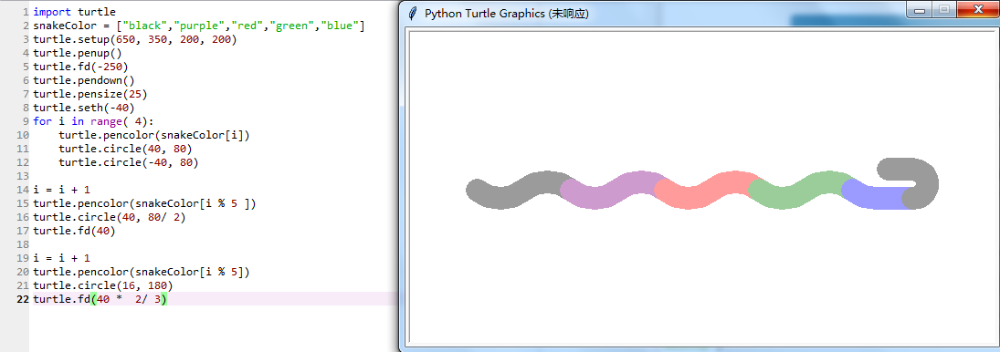 1 import turtle
2 snakeColor = ["black","purple","red","green","blue"]
3 turtle.setup(650, 350, 200, 200)
4 turtle.penup()
5 turtle.fd(-250)
6 turtle.pendown()
7 turtle.pensize(25)
8 turtle.seth(-40)
9 for i in range( 4):
10     turtle.pencolor(snakeColor[i])
11     turtle.circle(40, 80)
12     turtle.circle(-40, 80)
13
14 i = i + 1
15 turtle.pencolor(snakeColor[i % 5 ])
16 turtle.circle(40, 80/ 2)
17 turtle.fd(40)
18
19 i = i + 1
20 turtle.pencolor(snakeColor[i % 5])
21 turtle.circle(16, 180)
22 turtle.fd(40 *  2/ 3)
Python Turtle Graphics (未响应)